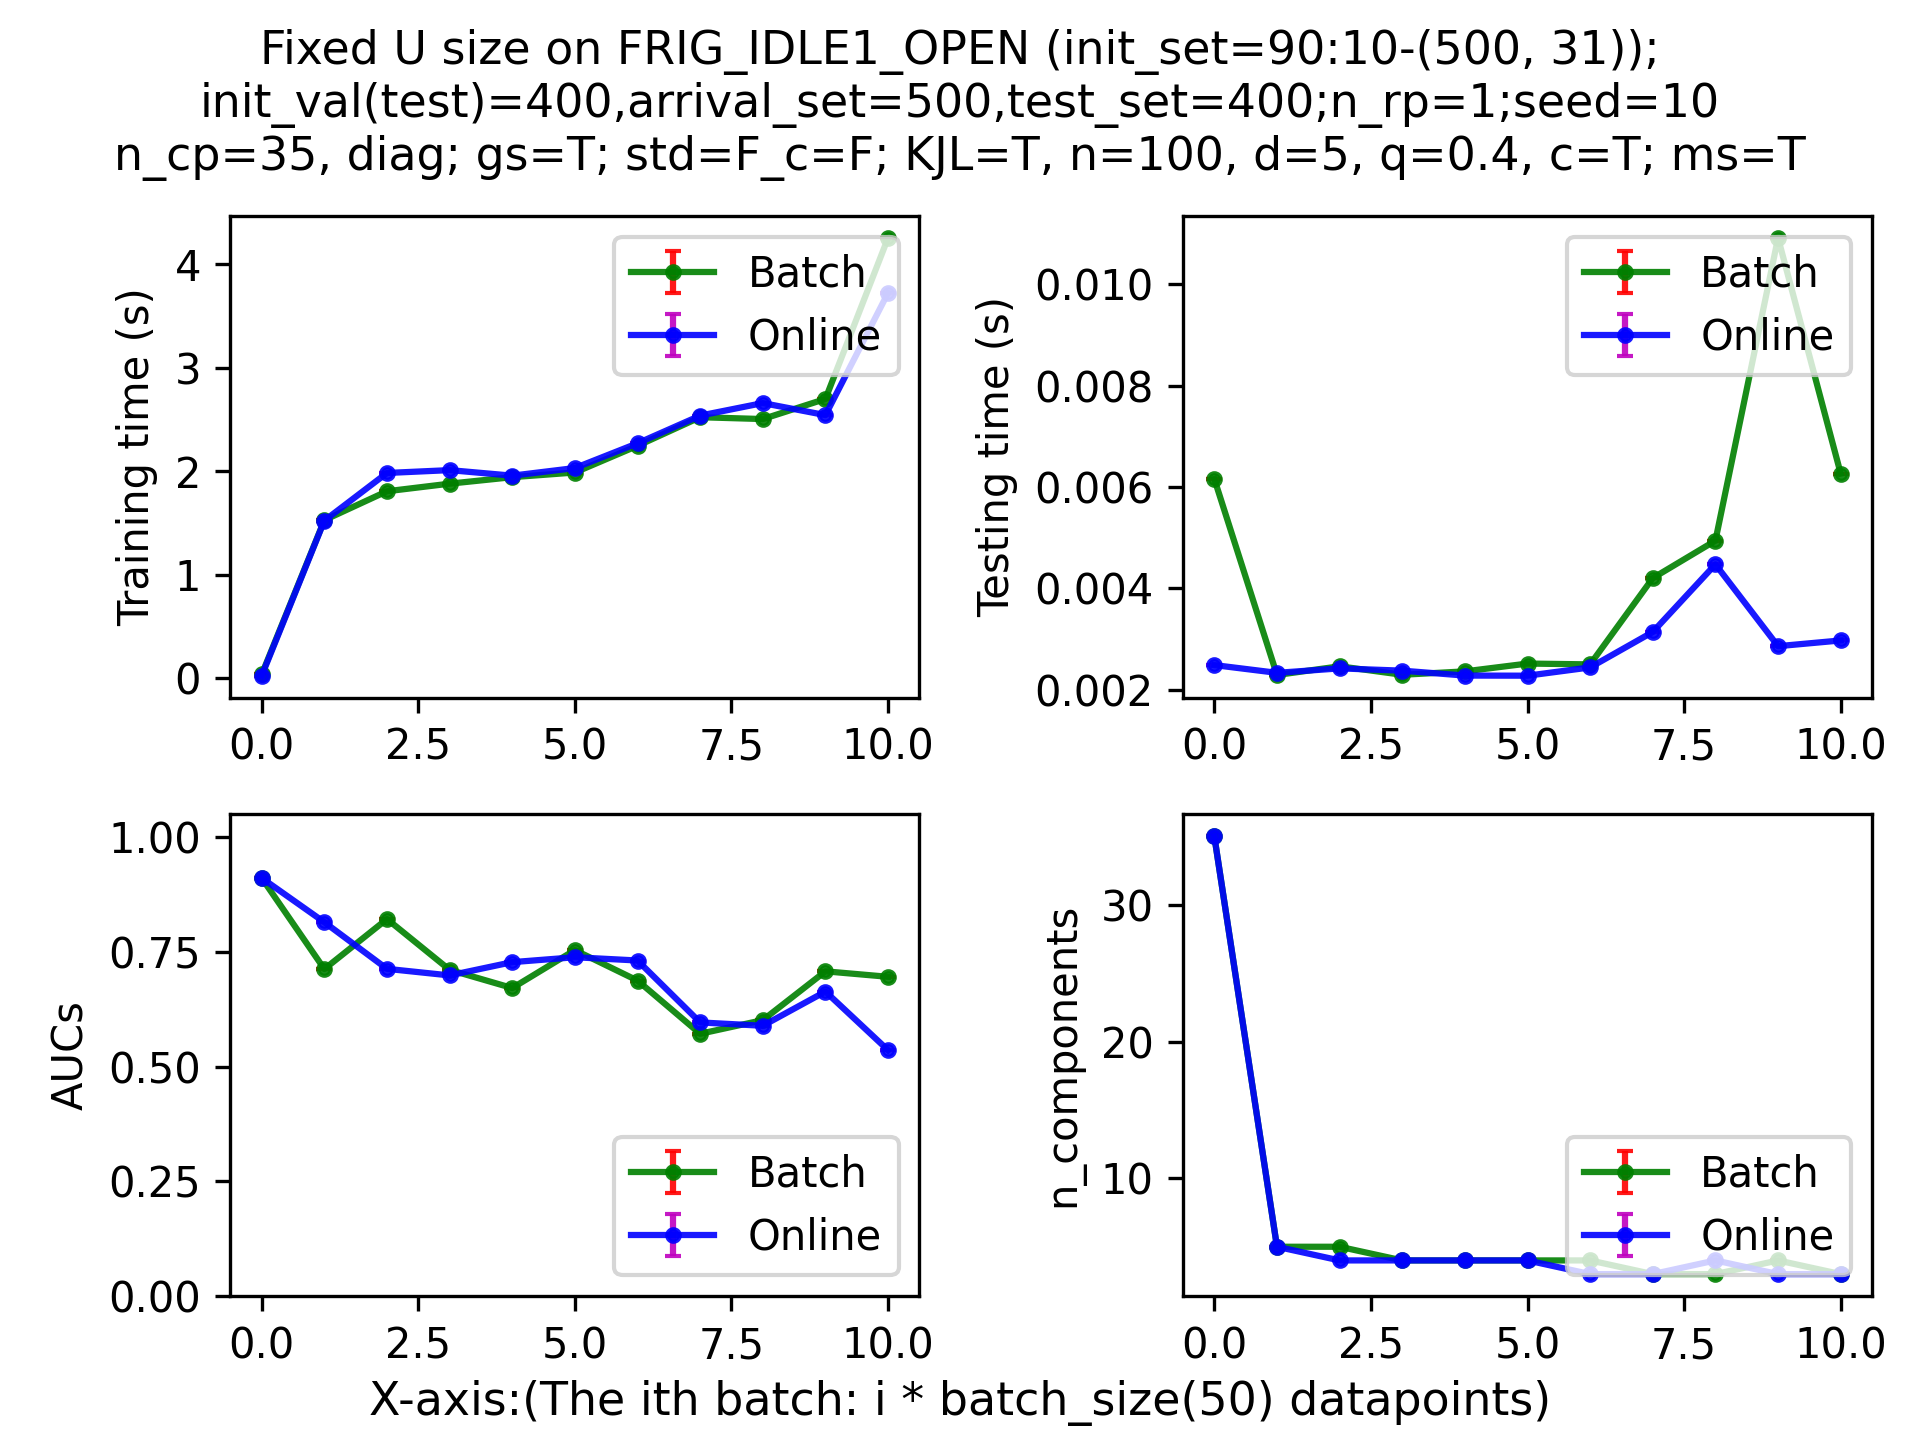 Fixed U size on FRIG_IDLE1_OPEN (init_set=90:10-(500, 31));
init_val(test)=400,arrival_set=500,test_set=400;n_rp=1;seed=10
n_cp=35, diag; gs=T; std=F_c=F; KJL=T, n=100, d=5, q=0.4, c=T; ms=T
Training time (s)
4
3
2
1
0
0.0 2.5 5.0 7.5 10.0
Batch
Online
Testing time (s)
0.010
0.008
0.006
0.004
0.002
0.0 2.5 5.0 7.5 10.0
Batch
Online
AUCs
1.00
0.75
0.50
0.25
0.00
0.0 2.5 5.0 7.5 10.0
Batch
Online
n_components
30
20
10
0.0 2.5 5.0 7.5 10.0
Batch
Online
X-axis:(The ith batch: i * batch_size(50) datapoints)